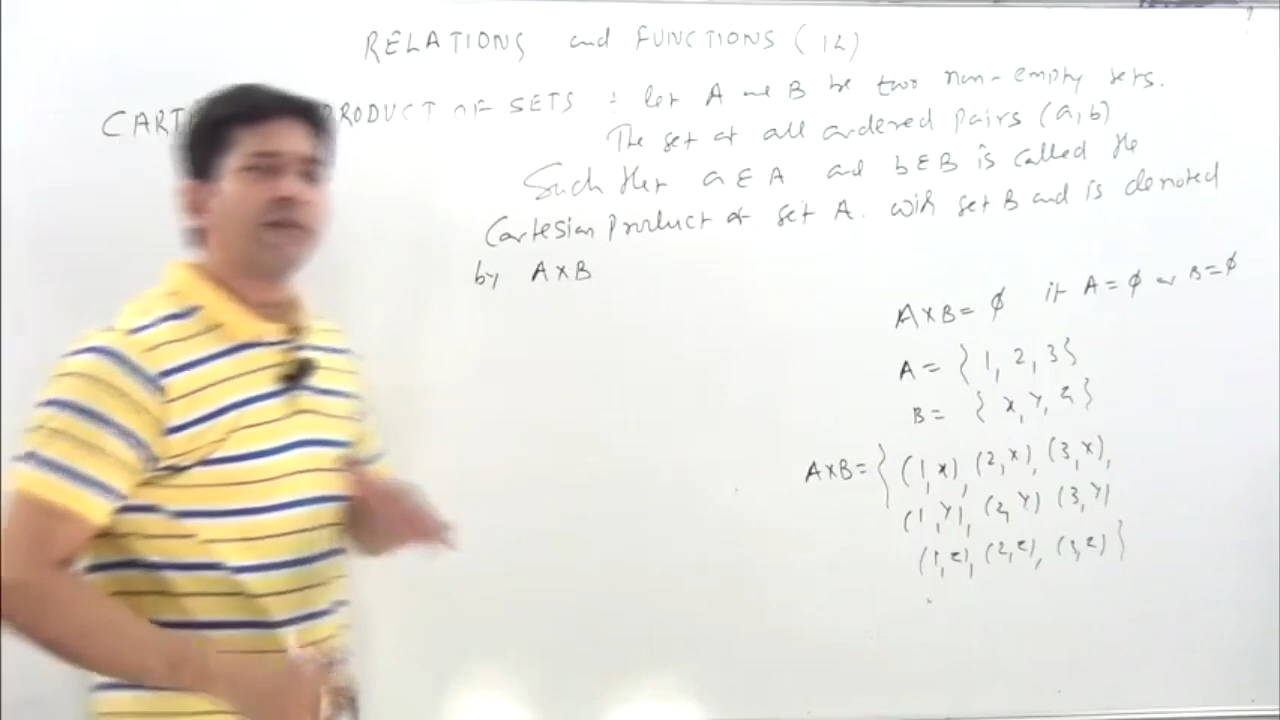 RELATIONS and FUNCTIONS (12)
CART PRODUCT OF SETS : let A and B be two non-empty sets.
The set of all ordered pairs (a,b)
Such that a ∈ A and b ∈ B is called the
Cartesian Product of set A. with set B and is denoted
by A×B
A×B = ϕ if A = ϕ or B = ϕ
A = {1, 2, 3}
B = {x, y, z}
A×B = { (1,x), (2,x), (3,x),
(1,y), (2,y) (3,y)
(1,z), (2,z), (3,z) }